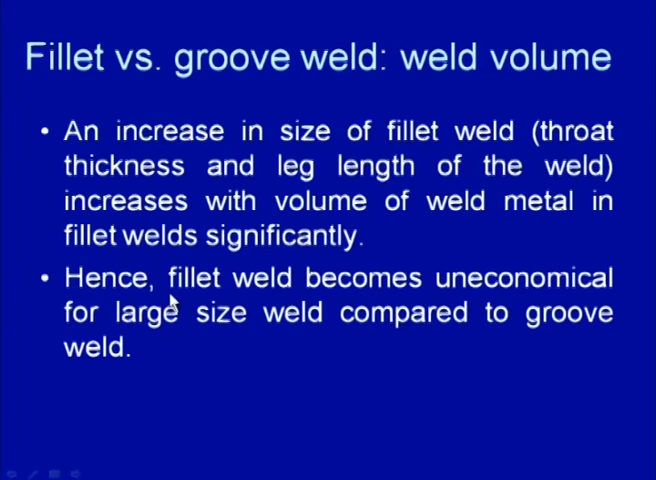 Fillet vs. groove weld: weld volume
• An increase in size of fillet weld (throat
thickness and leg length of the weld)
increases with volume of weld metal in
fillet welds significantly.
• Hence, fillet weld becomes uneconomical
for large size weld compared to groove
weld.